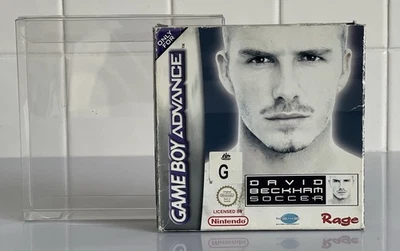 ONLY FOR
GAME BOY ADVANCE
G
DAVID
BECKHAM
SOCCER
LICENSED BY
Nintendo
Rage